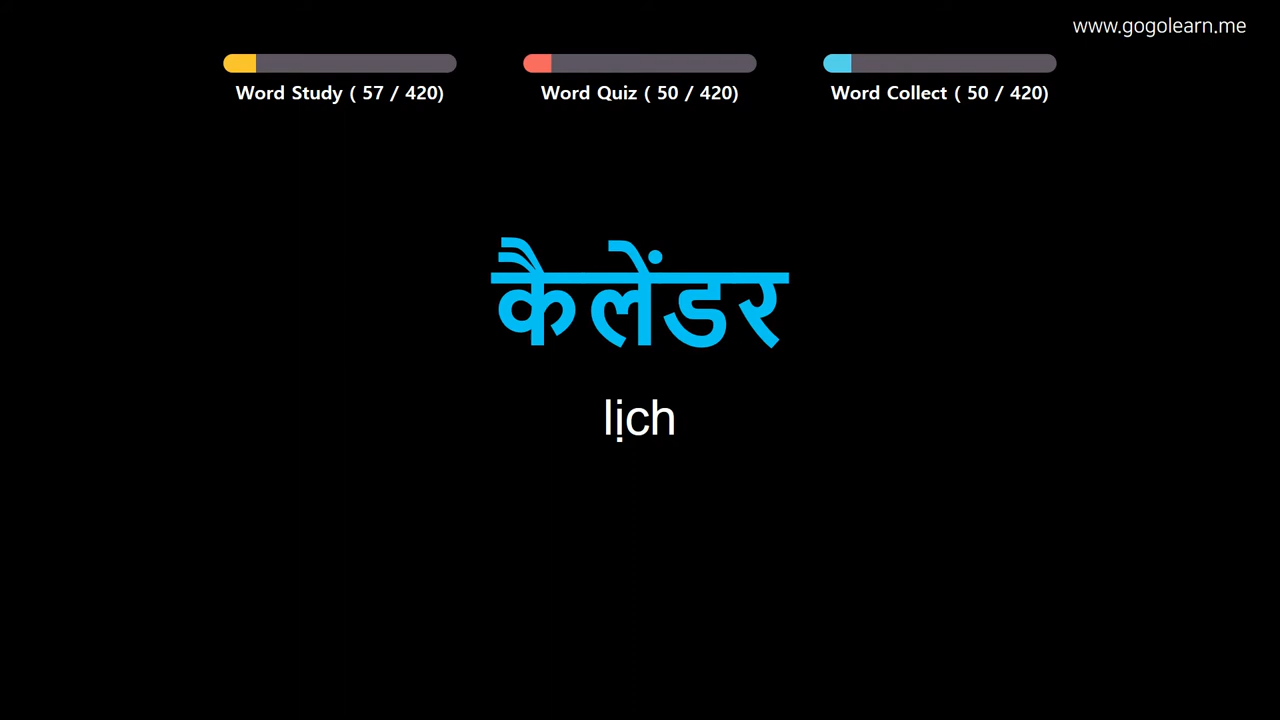 www.gogolearn.me
Word Study ( 57 / 420)
Word Quiz ( 50 / 420)
Word Collect ( 50 / 420)
कैलेंडर
lịch